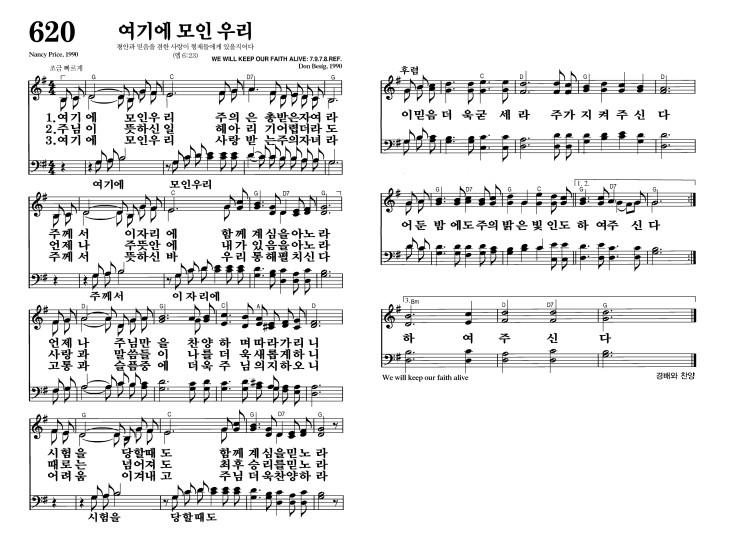 620
여기에 모인 우리
평안과 믿음을 겸한 사랑이 형제들에게 있을지어다
(엡 6:23)
Nancy Price, 1990
WE WILL KEEP OUR FAITH ALIVE: 7.9.7.8.REF.
Don Besig, 1990
조금 빠르게
1.여기에 모인우리 주의 은 총받은자여라
2.주님이 뜻하신일 헤아리기어렵더라도
3.여기에 모인우리 사랑 받는주의자녀라
여기에 모인우리
주께서 이자리에 함께 계심을아노라
언제나 주뜻안에 내가 있음을아노라
주께서 뜻하신바 우리 통해펼치신다
주께서 이자리에
언제나 주님만을 찬양하며따라가리니
사랑과 말씀들이 나를더욱새롭게하니
고통과 슬픔중에 더욱주님의지하오니
시험을 당할때도 함께 계심을믿노라
때로는 넘어져도 최후 승리를믿노라
어려움 이겨내고 주님 더욱찬양하라
시험을 당할때도
후렴
이믿음더욱굳세라 주가지켜주신다
1, 2.
어둔 밤에도주의밝은빛인도하여주 신다
3.
하 여 주 신 다
We will keep our faith alive
경배와 찬양